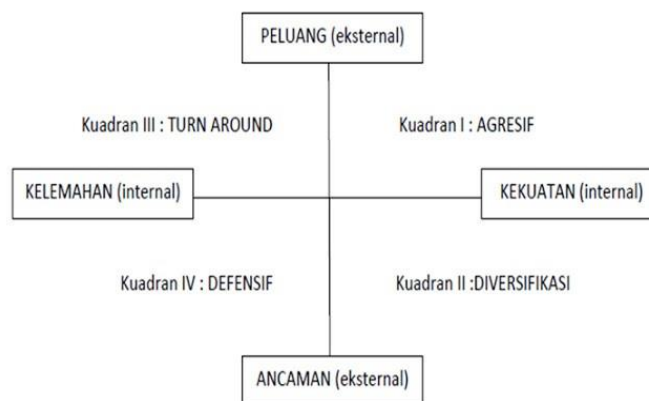 PELUANG (eksternal)
Kuadran III : TURN AROUND
Kuadran I : AGRESIF
KELEMAHAN (internal)
KEKUATAN (internal)
Kuadran IV : DEFENSIF
Kuadran II :DIVERSIFIKASI
ANCAMAN (eksternal)